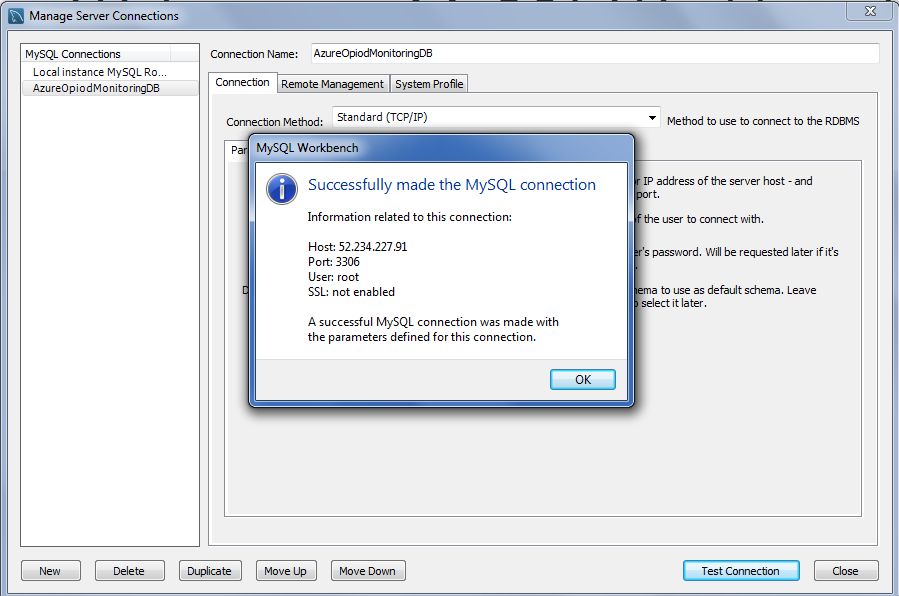 Manage Server Connections
MySQL Connections
Local instance MySQL Ro...
AzureOpiodMonitoringDB
Connection Name: AzureOpiodMonitoringDB
Connection Remote Management System Profile
Connection Method: Standard (TCP/IP) Method to use to connect to the RDBMS
Par
MySQL Workbench
Successfully made the MySQL connection
Information related to this connection:
Host: 52.234.227.91
Port: 3306
User: root
SSL: not enabled
A successful MySQL connection was made with
the parameters defined for this connection.
OK
r IP address of the server host - and
port.
f the user to connect with.
er's password. Will be requested later if it's
D
ema to use as default schema. Leave
select it later.
New Delete Duplicate Move Up Move Down Test Connection Close